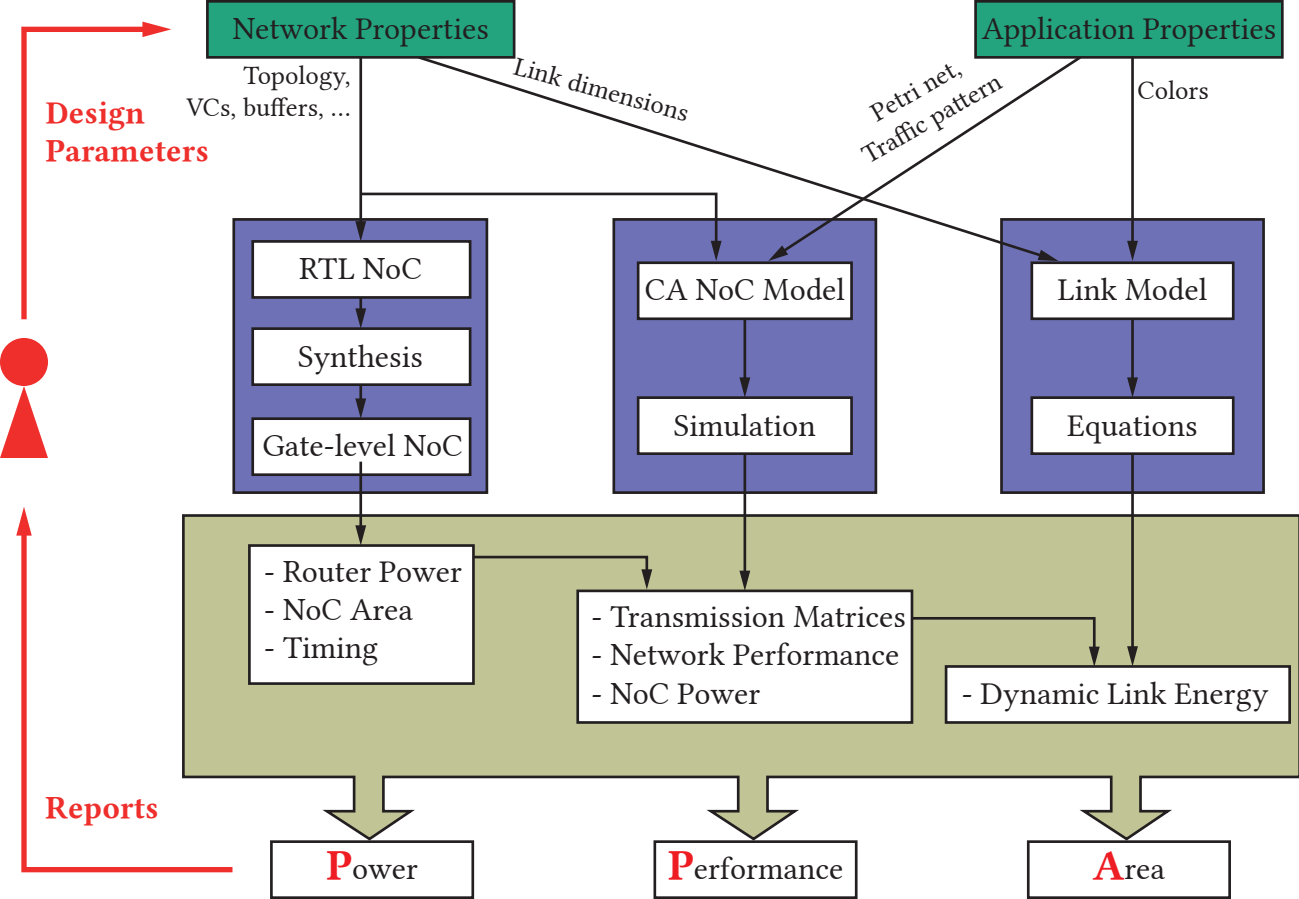 Network Properties
Application Properties
Topology,
VCs, buffers, ...
Link dimensions
Petri net,
Traffic pattern
Colors
Design
Parameters
RTL NoC
Synthesis
Gate-level NoC
CA NoC Model
Simulation
Link Model
Equations
- Router Power
- NoC Area
- Timing
- Transmission Matrices
- Network Performance
- NoC Power
- Dynamic Link Energy
Reports
Power
Performance
Area